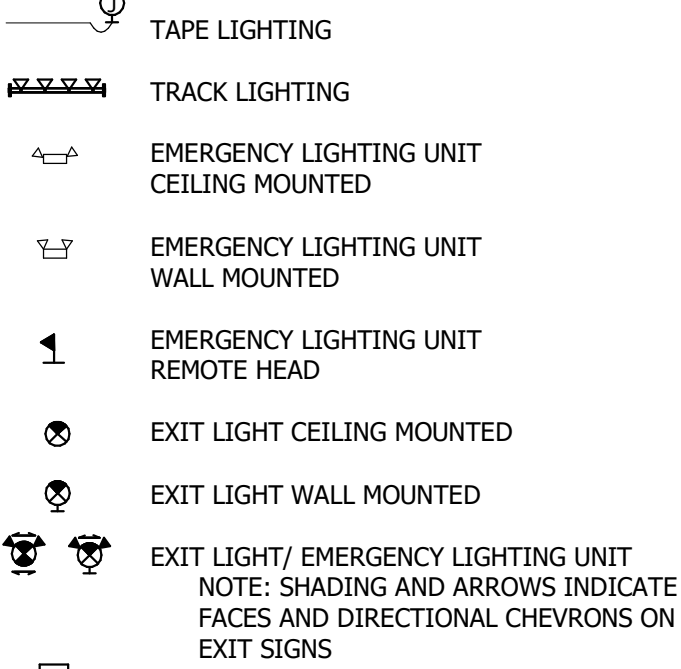 J
TAPE LIGHTING
TRACK LIGHTING
EMERGENCY LIGHTING UNIT
CEILING MOUNTED
EMERGENCY LIGHTING UNIT
WALL MOUNTED
EMERGENCY LIGHTING UNIT
REMOTE HEAD
EXIT LIGHT CEILING MOUNTED
EXIT LIGHT WALL MOUNTED
EXIT LIGHT/ EMERGENCY LIGHTING UNIT
NOTE: SHADING AND ARROWS INDICATE
FACES AND DIRECTIONAL CHEVRONS ON
EXIT SIGNS